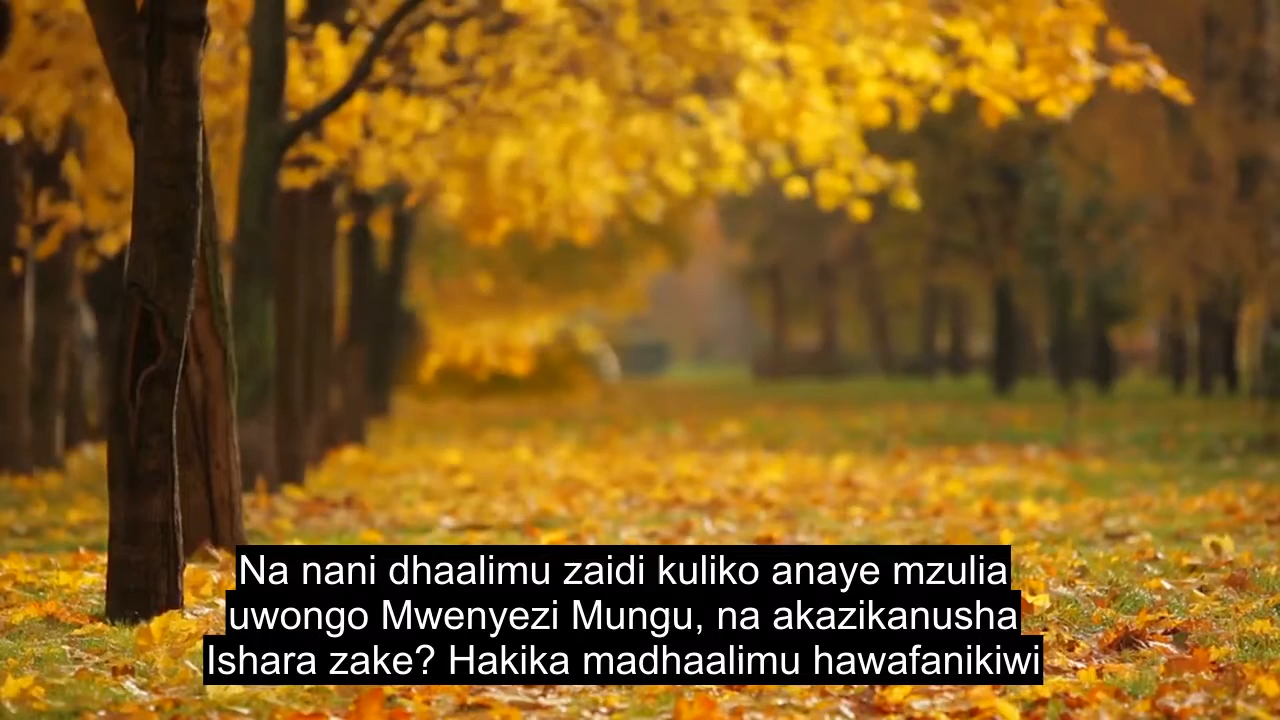 Na nani dhaalimu zaidi kuliko anaye mzulia
uwongo Mwenyezi Mungu, na akazikanusha
Ishara zake? Hakika madhaalimu hawafanikiwi